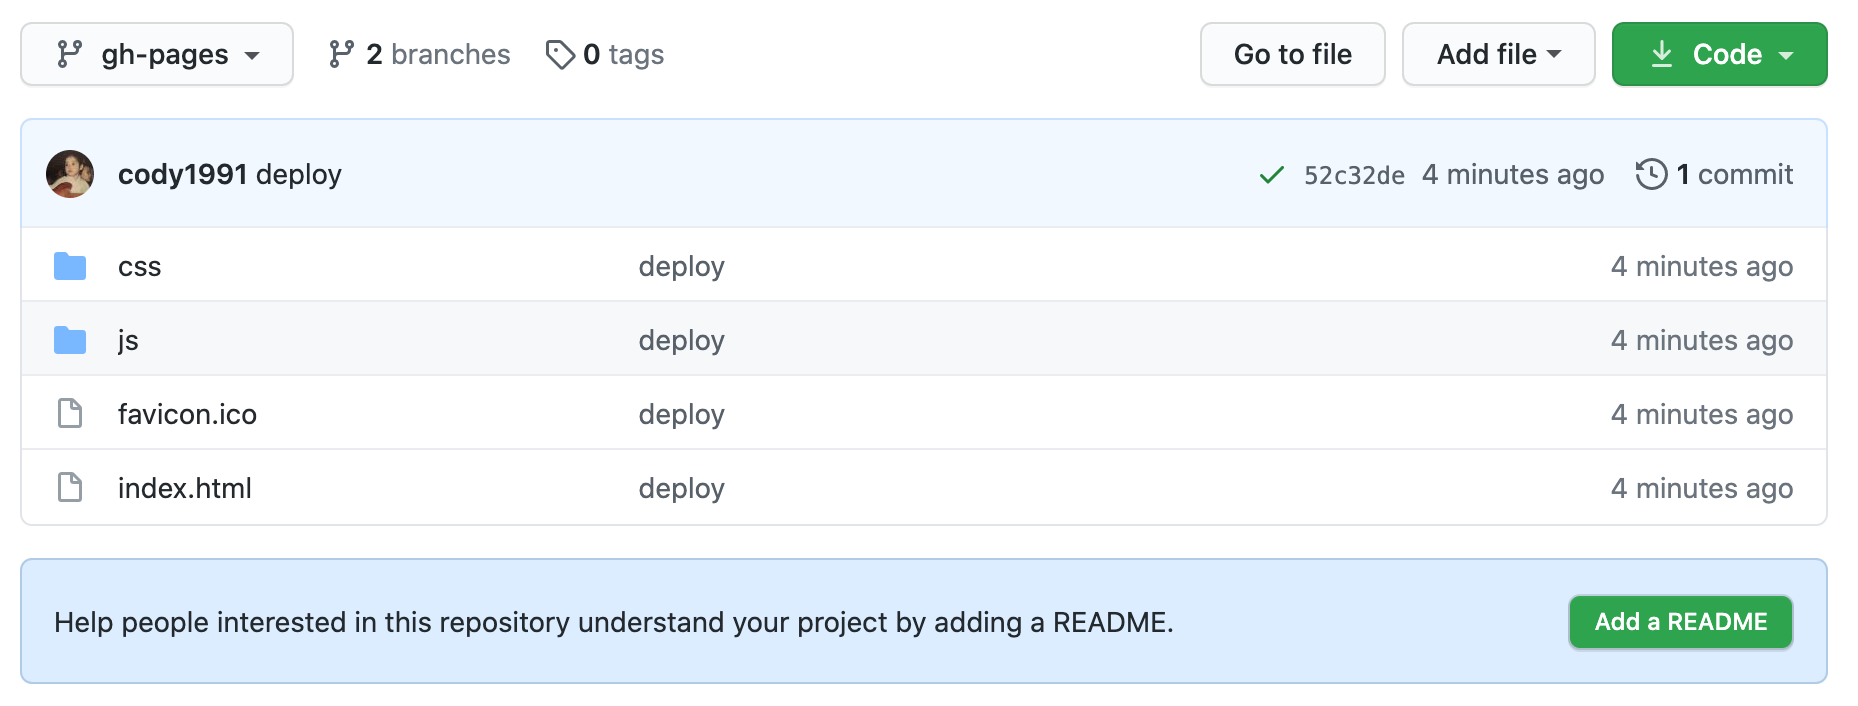 gh-pages 2 branches 0 tags Go to file Add file Code
cody1991 deploy 52c32de 4 minutes ago 1 commit
css deploy 4 minutes ago
js deploy 4 minutes ago
favicon.ico deploy 4 minutes ago
index.html deploy 4 minutes ago
Help people interested in this repository understand your project by adding a README. Add a README